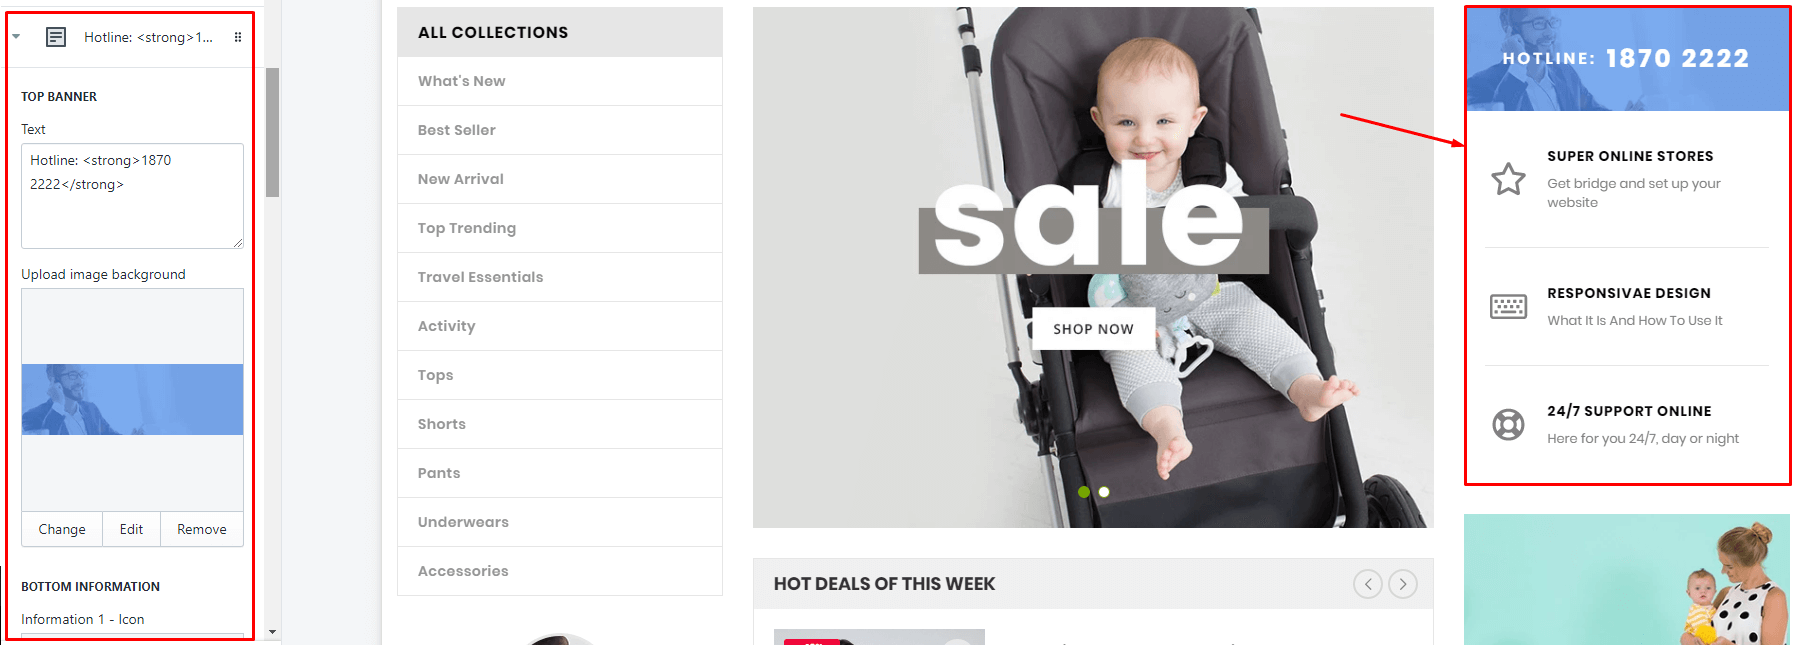 Hotline: <strong>1...
TOP BANNER
Text
Hotline: <strong>1870
2222</strong>
Upload image background
Change
Edit
Remove
BOTTOM INFORMATION
Information 1 - Icon
ALL COLLECTIONS
What's New
Best Seller
New Arrival
Top Trending
Travel Essentials
Activity
Tops
Shorts
Pants
Underwears
Accessories
sale
SHOP NOW
HOT DEALS OF THIS WEEK
HOTLINE: 1870 2222
SUPER ONLINE STORES
Get bridge and set up your
website
RESPONSIVAE DESIGN
What It Is And How To Use It
24/7 SUPPORT ONLINE
Here for you 24/7, day or night